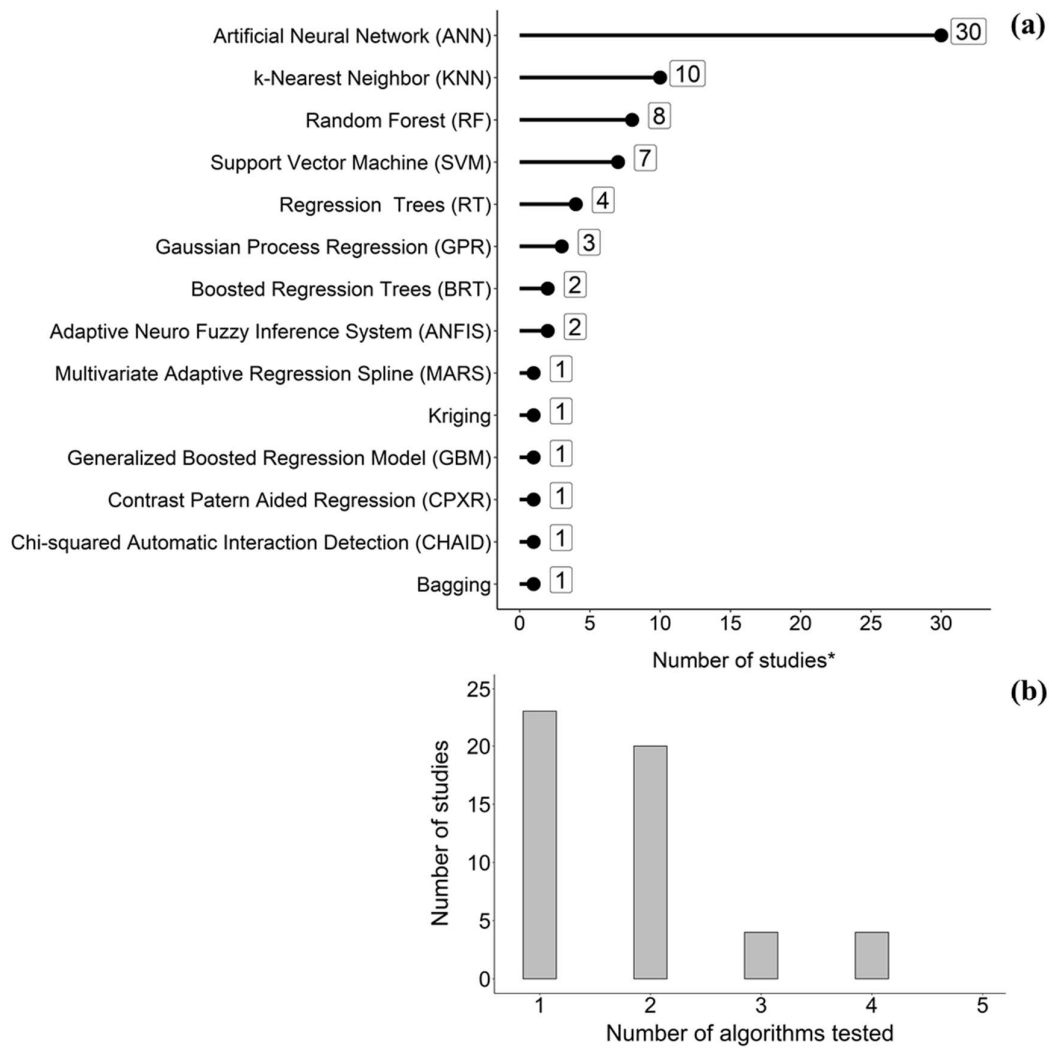 (a)
Artificial Neural Network (ANN) 30
k-Nearest Neighbor (KNN) 10
Random Forest (RF) 8
Support Vector Machine (SVM) 7
Regression Trees (RT) 4
Gaussian Process Regression (GPR) 3
Boosted Regression Trees (BRT) 2
Adaptive Neuro Fuzzy Inference System (ANFIS) 2
Multivariate Adaptive Regression Spline (MARS) 1
Kriging 1
Generalized Boosted Regression Model (GBM) 1
Contrast Patern Aided Regression (CPXR) 1
Chi-squared Automatic Interaction Detection (CHAID) 1
Bagging 1
0 5 10 15 20 25 30
Number of studies*
(b)
Number of studies
25
20
15
10
5
0
1 2 3 4 5
Number of algorithms tested